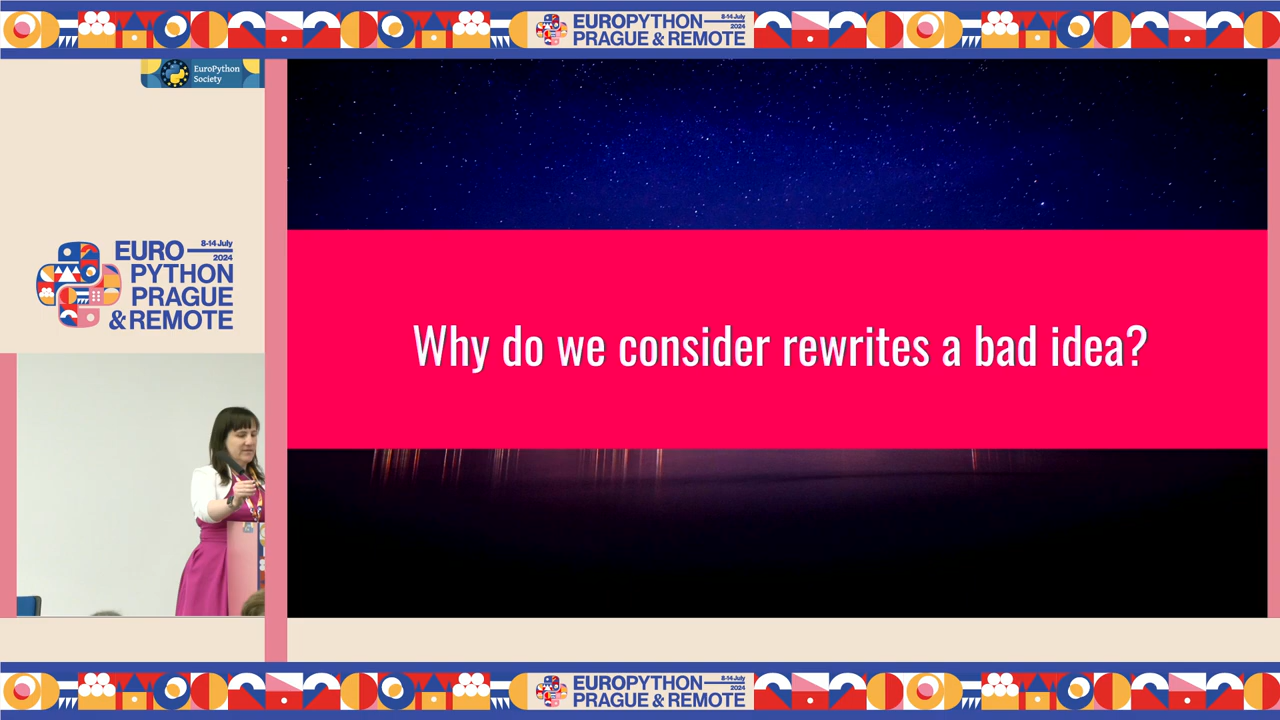 EUROPYTHON
8-14 July
2024
PRAGUE & REMOTE
EuroPython
Society
EURO
8-14 July
2024
PYTHON
PRAGUE
& REMOTE
Why do we consider rewrites a bad idea?
EUROPYTHON
8-14 July
2024
PRAGUE & REMOTE